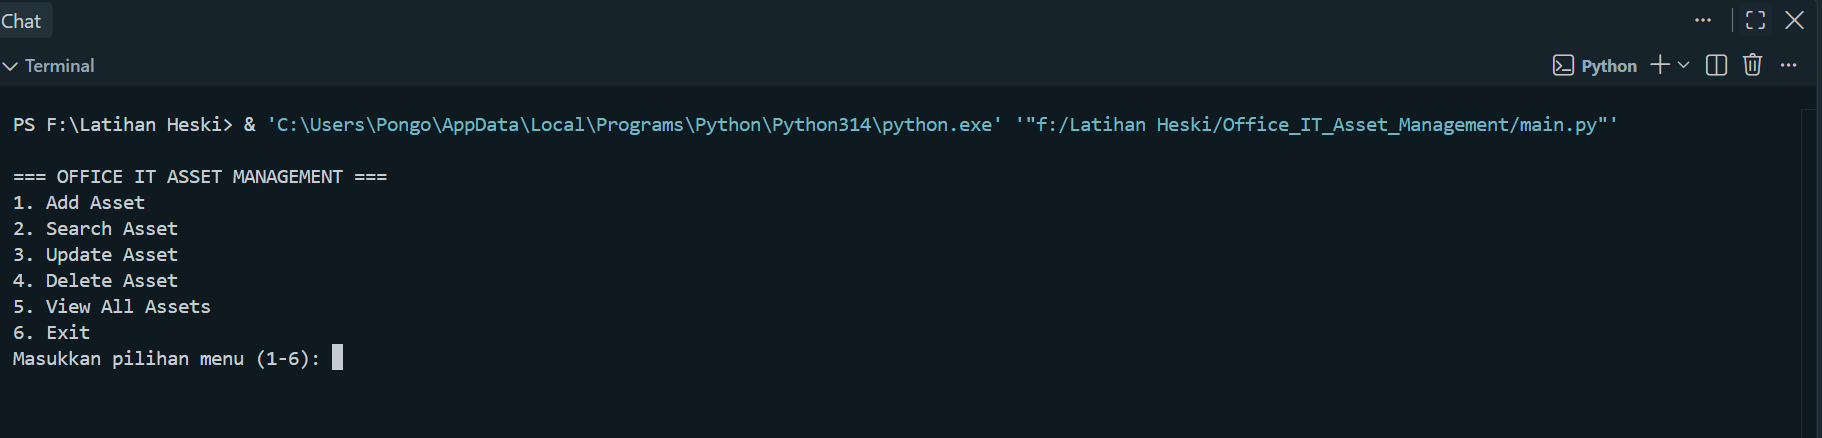 Chat
Terminal
Python
PS F:\Latihan Heski> & 'C:\Users\Pongo\AppData\Local\Programs\Python\Python314\python.exe' '"f:/Latihan Heski/Office_IT_Asset_Management/main.py"'
=== OFFICE IT ASSET MANAGEMENT ===
1. Add Asset
2. Search Asset
3. Update Asset
4. Delete Asset
5. View All Assets
6. Exit
Masukkan pilihan menu (1-6):